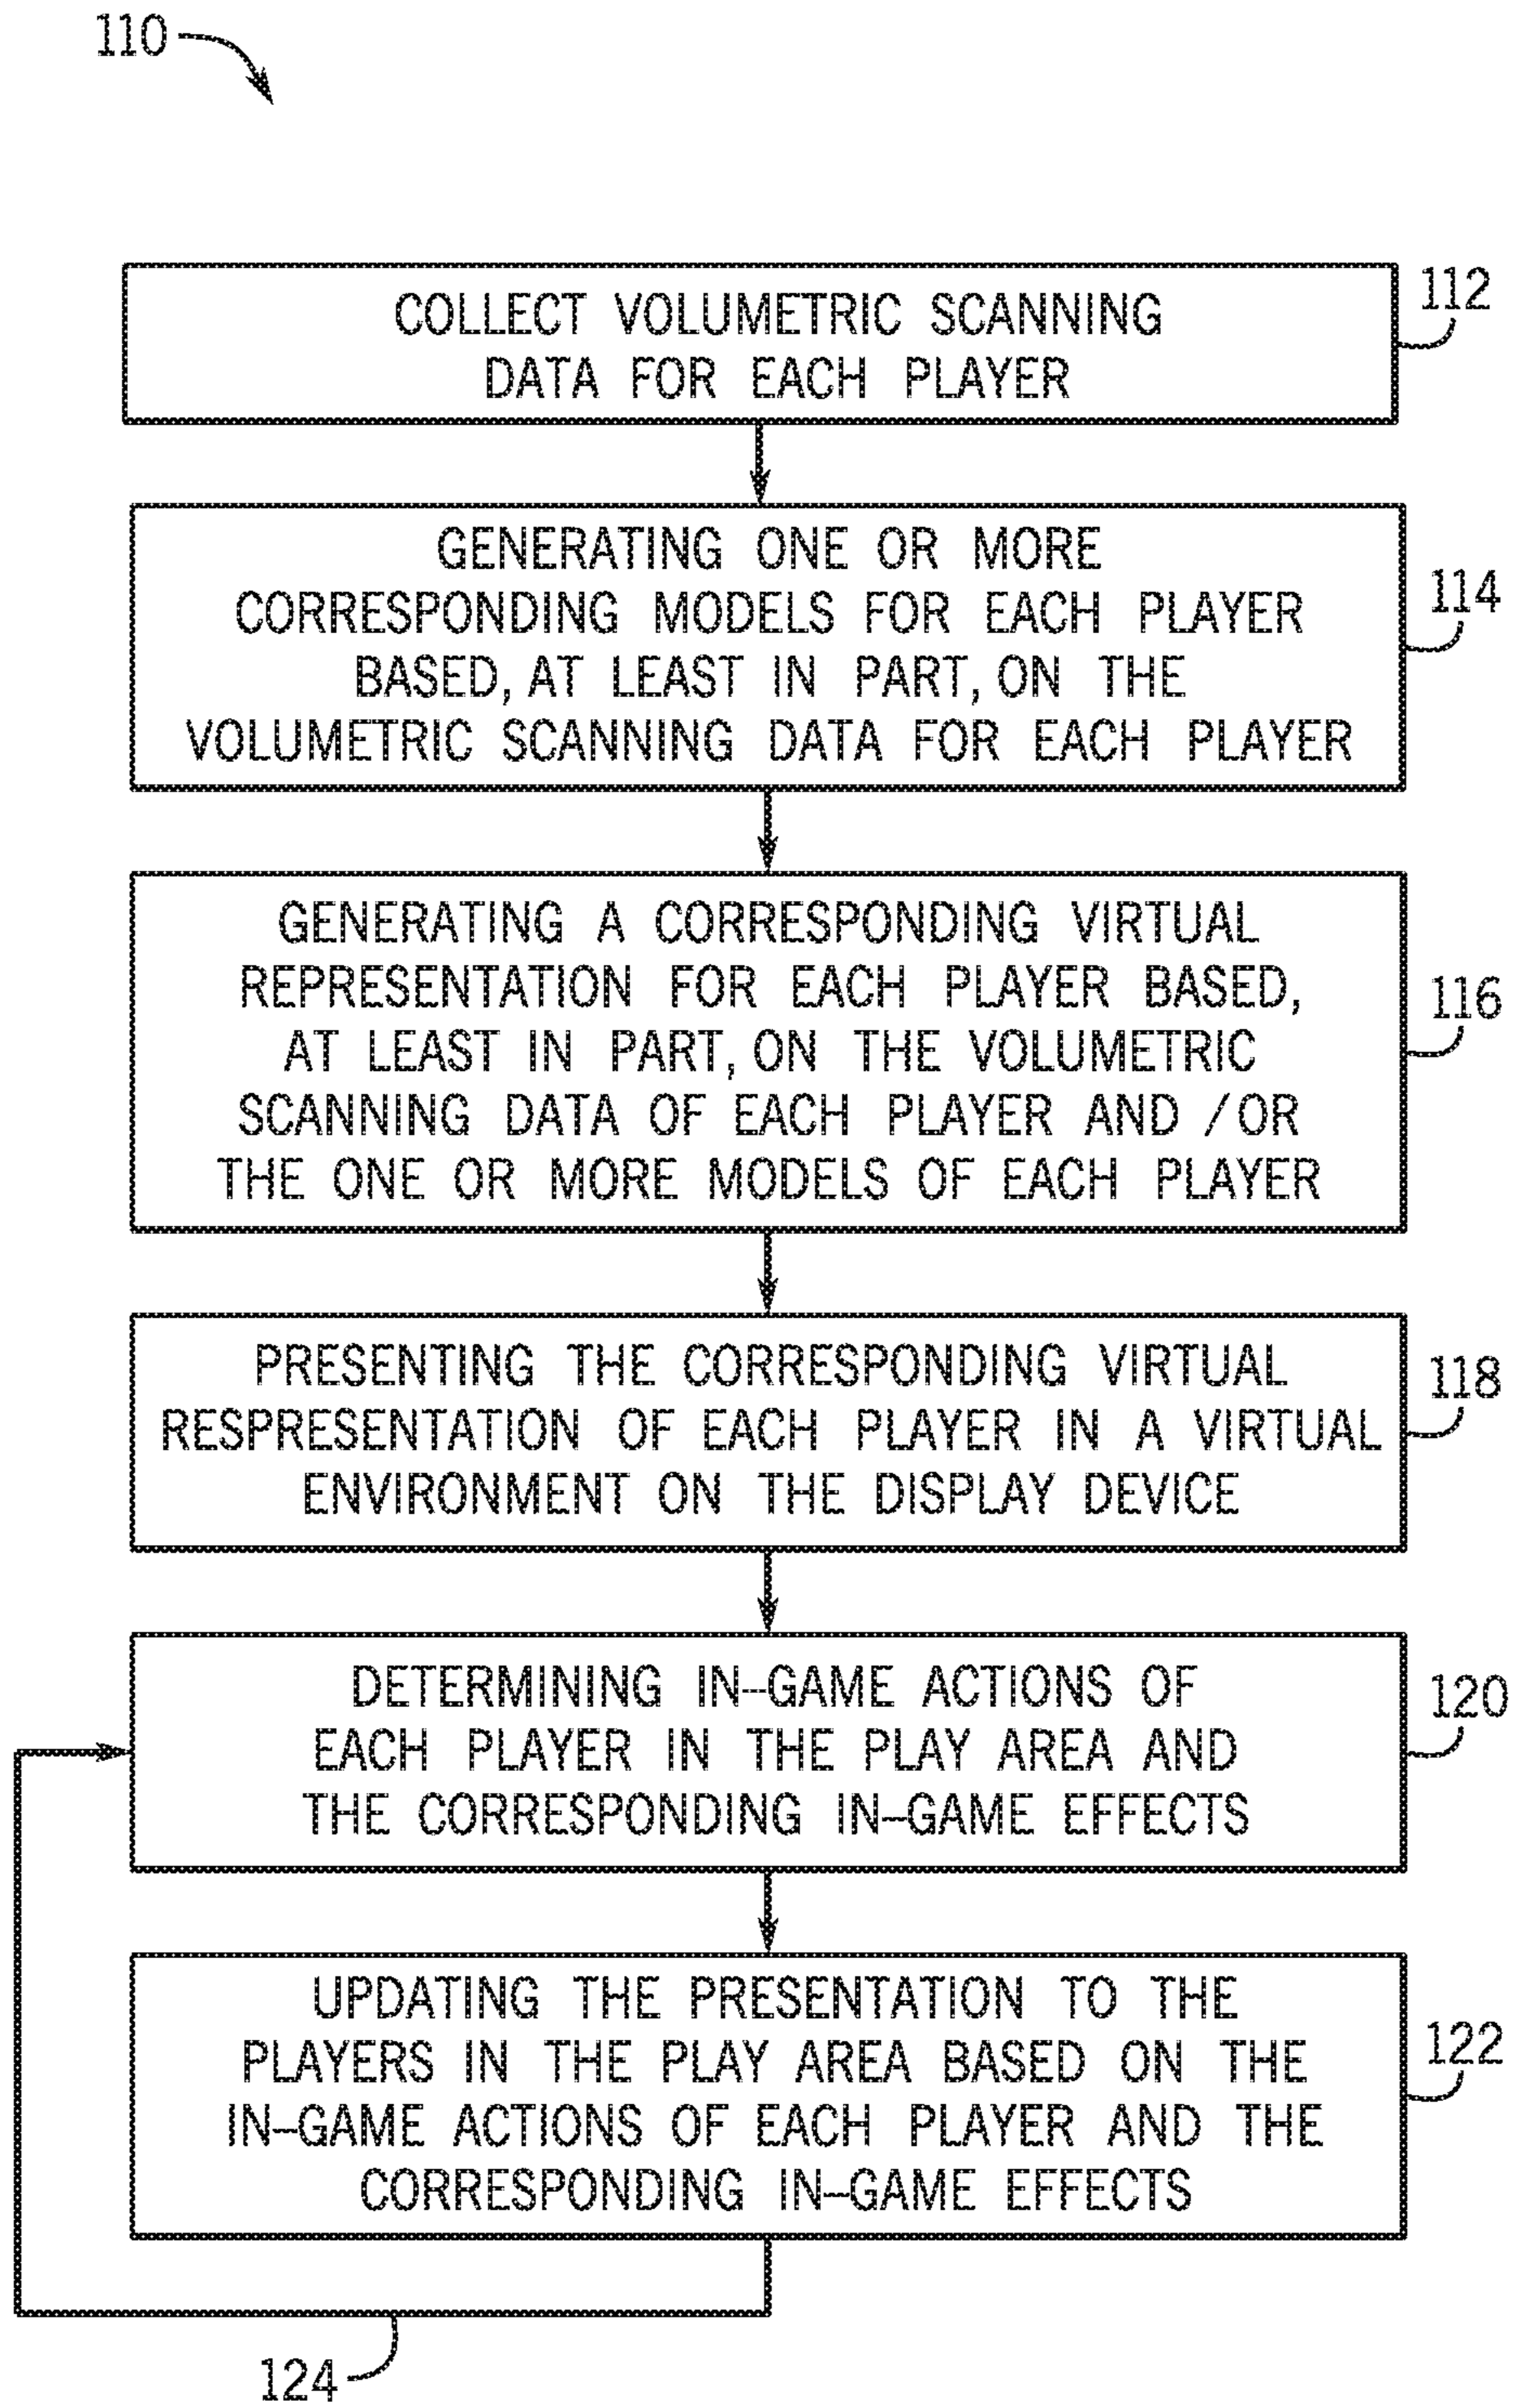 110
COLLECT VOLUMETRIC SCANNING
DATA FOR EACH PLAYER
112
GENERATING ONE OR MORE
CORRESPONDING MODELS FOR EACH PLAYER
BASED, AT LEAST IN PART, ON THE
VOLUMETRIC SCANNING DATA FOR EACH PLAYER
114
GENERATING A CORRESPONDING VIRTUAL
REPRESENTATION FOR EACH PLAYER BASED,
AT LEAST IN PART, ON THE VOLUMETRIC
SCANNING DATA OF EACH PLAYER AND /OR
THE ONE OR MORE MODELS OF EACH PLAYER
116
PRESENTING THE CORRESPONDING VIRTUAL
RESPRESENTATION OF EACH PLAYER IN A VIRTUAL
ENVIRONMENT ON THE DISPLAY DEVICE
118
DETERMINING IN-GAME ACTIONS OF
EACH PLAYER IN THE PLAY AREA AND
THE CORRESPONDING IN-GAME EFFECTS
120
UPDATING THE PRESENTATION TO THE
PLAYERS IN THE PLAY AREA BASED ON THE
IN-GAME ACTIONS OF EACH PLAYER AND THE
CORRESPONDING IN-GAME EFFECTS
122
124